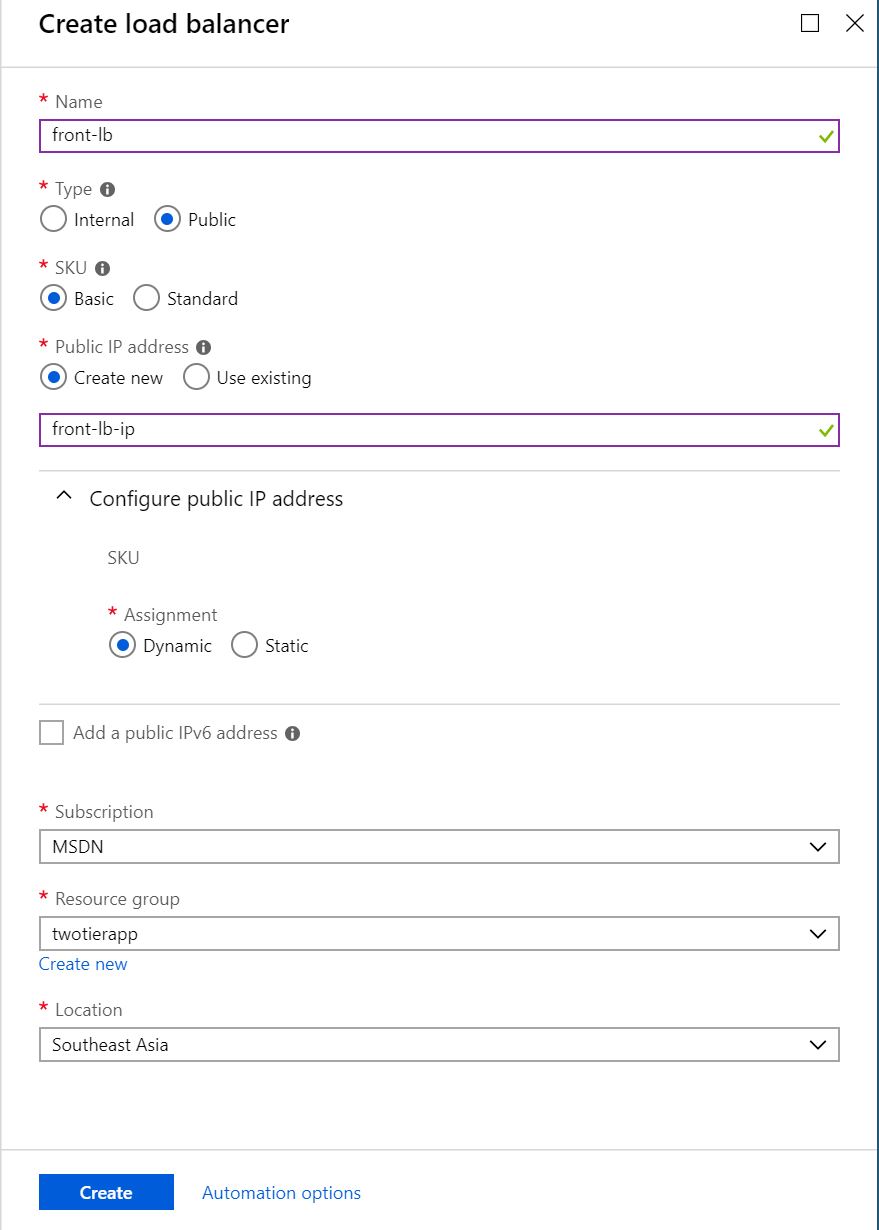 Create load balancer
* Name
front-lb
* Type
Internal Public
* SKU
Basic Standard
* Public IP address
Create new Use existing
front-lb-ip
Configure public IP address
SKU
* Assignment
Dynamic Static
Add a public IPv6 address
* Subscription
MSDN
* Resource group
twotierapp
Create new
* Location
Southeast Asia
Create Automation options